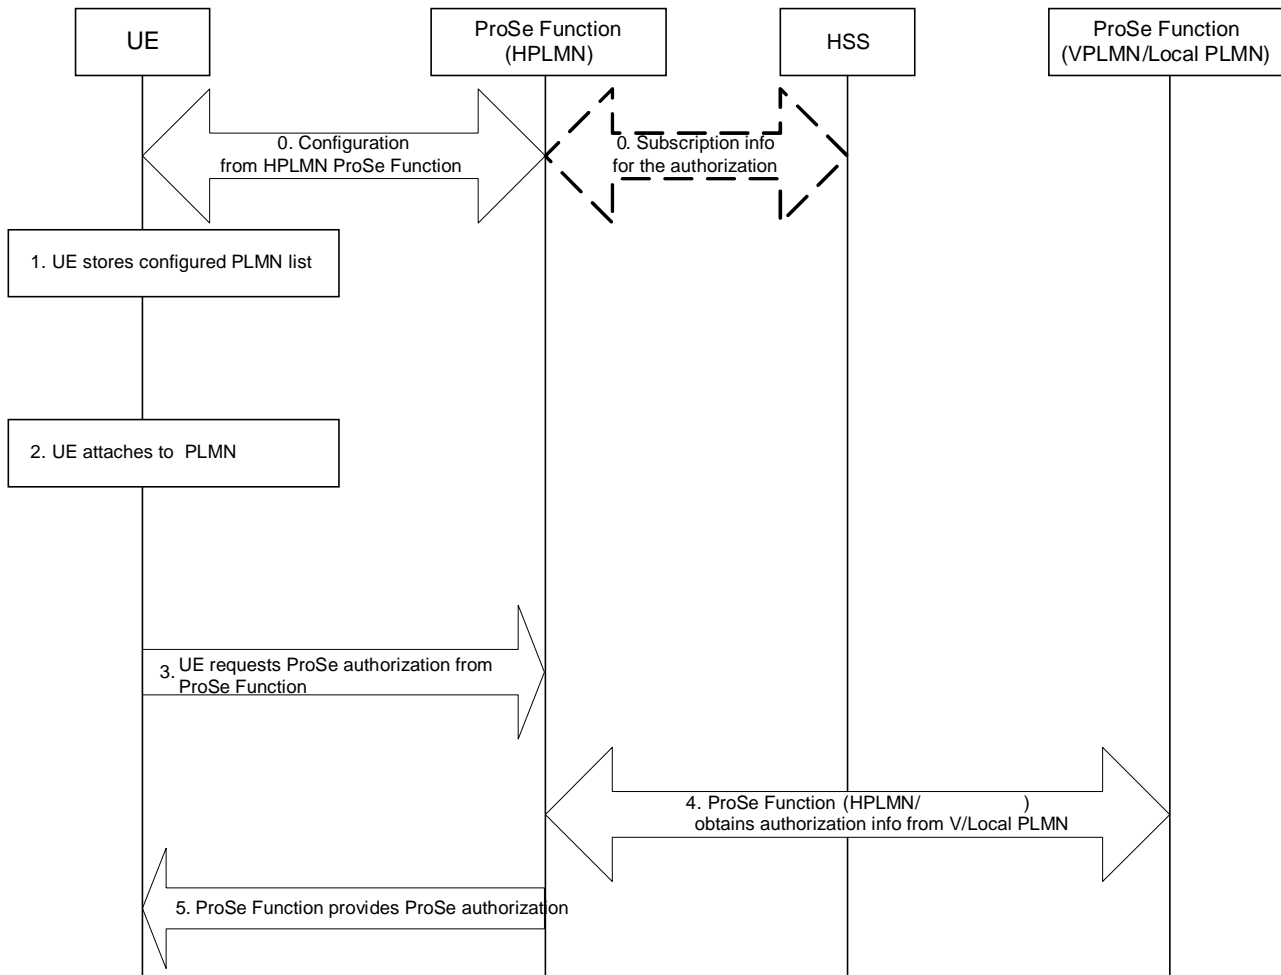 UE
ProSe Function
(HPLMN)
HSS
ProSe Function
(VPLMN/Local PLMN)
0. Configuration
from HPLMN ProSe Function
0. Subscription info
for the authorization
1. UE stores configured PLMN list
2. UE attaches to PLMN
3. UE requests ProSe authorization from
ProSe Function
4. ProSe Function (HPLMN/ )
obtains authorization info from V/Local PLMN
5. ProSe Function provides ProSe authorization